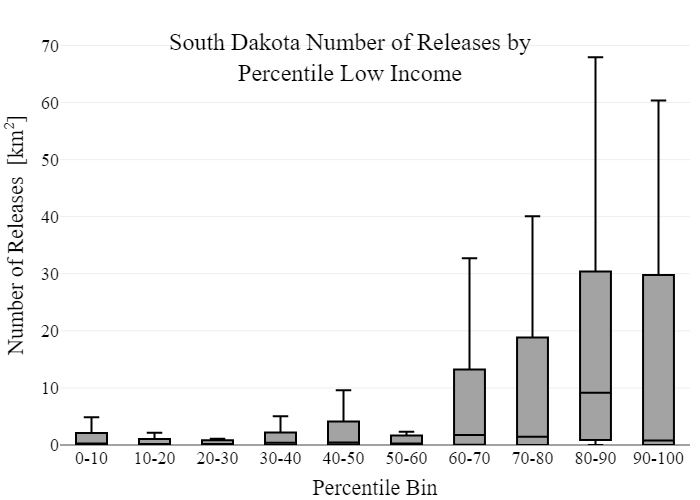 South Dakota Number of Releases by
Percentile Low Income
Number of Releases [km²]
70
60
50
40
30
20
10
0
0-10 10-20 20-30 30-40 40-50 50-60 60-70 70-80 80-90 90-100
Percentile Bin